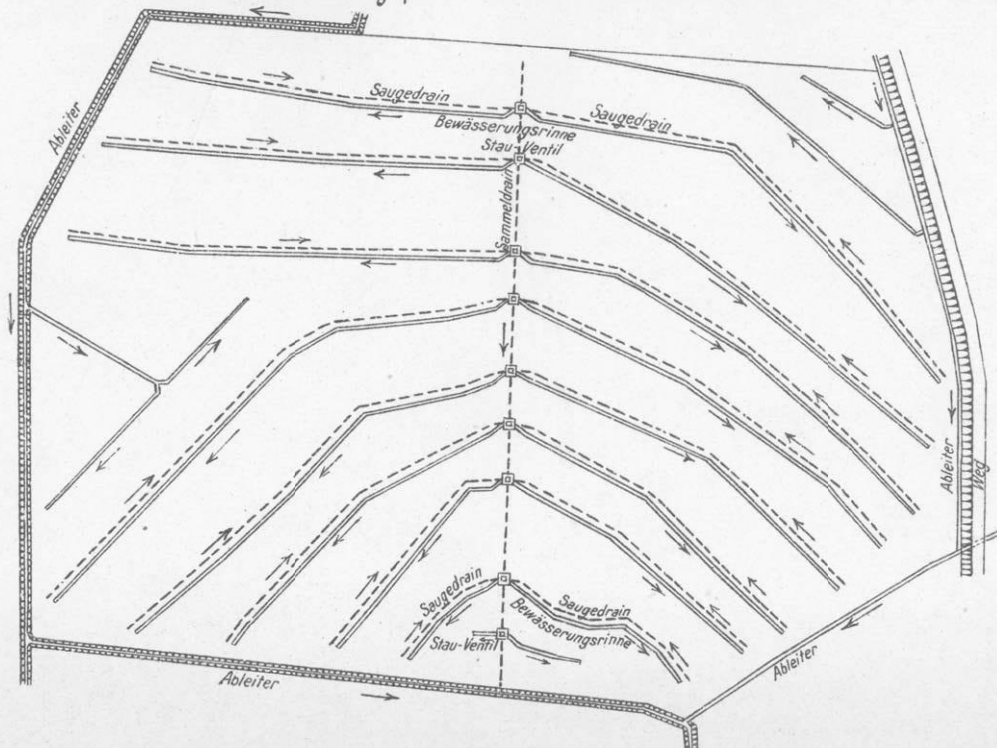 Saugedrain
Saugedrain
Bewässerungsrinne
Stau-Ventil
Ableiter
Sammeldrain
Ableiter
Weg
Saugedrain
Saugedrain
Bewässerungsrinne
Stau-Ventil
Ableiter
Ableiter